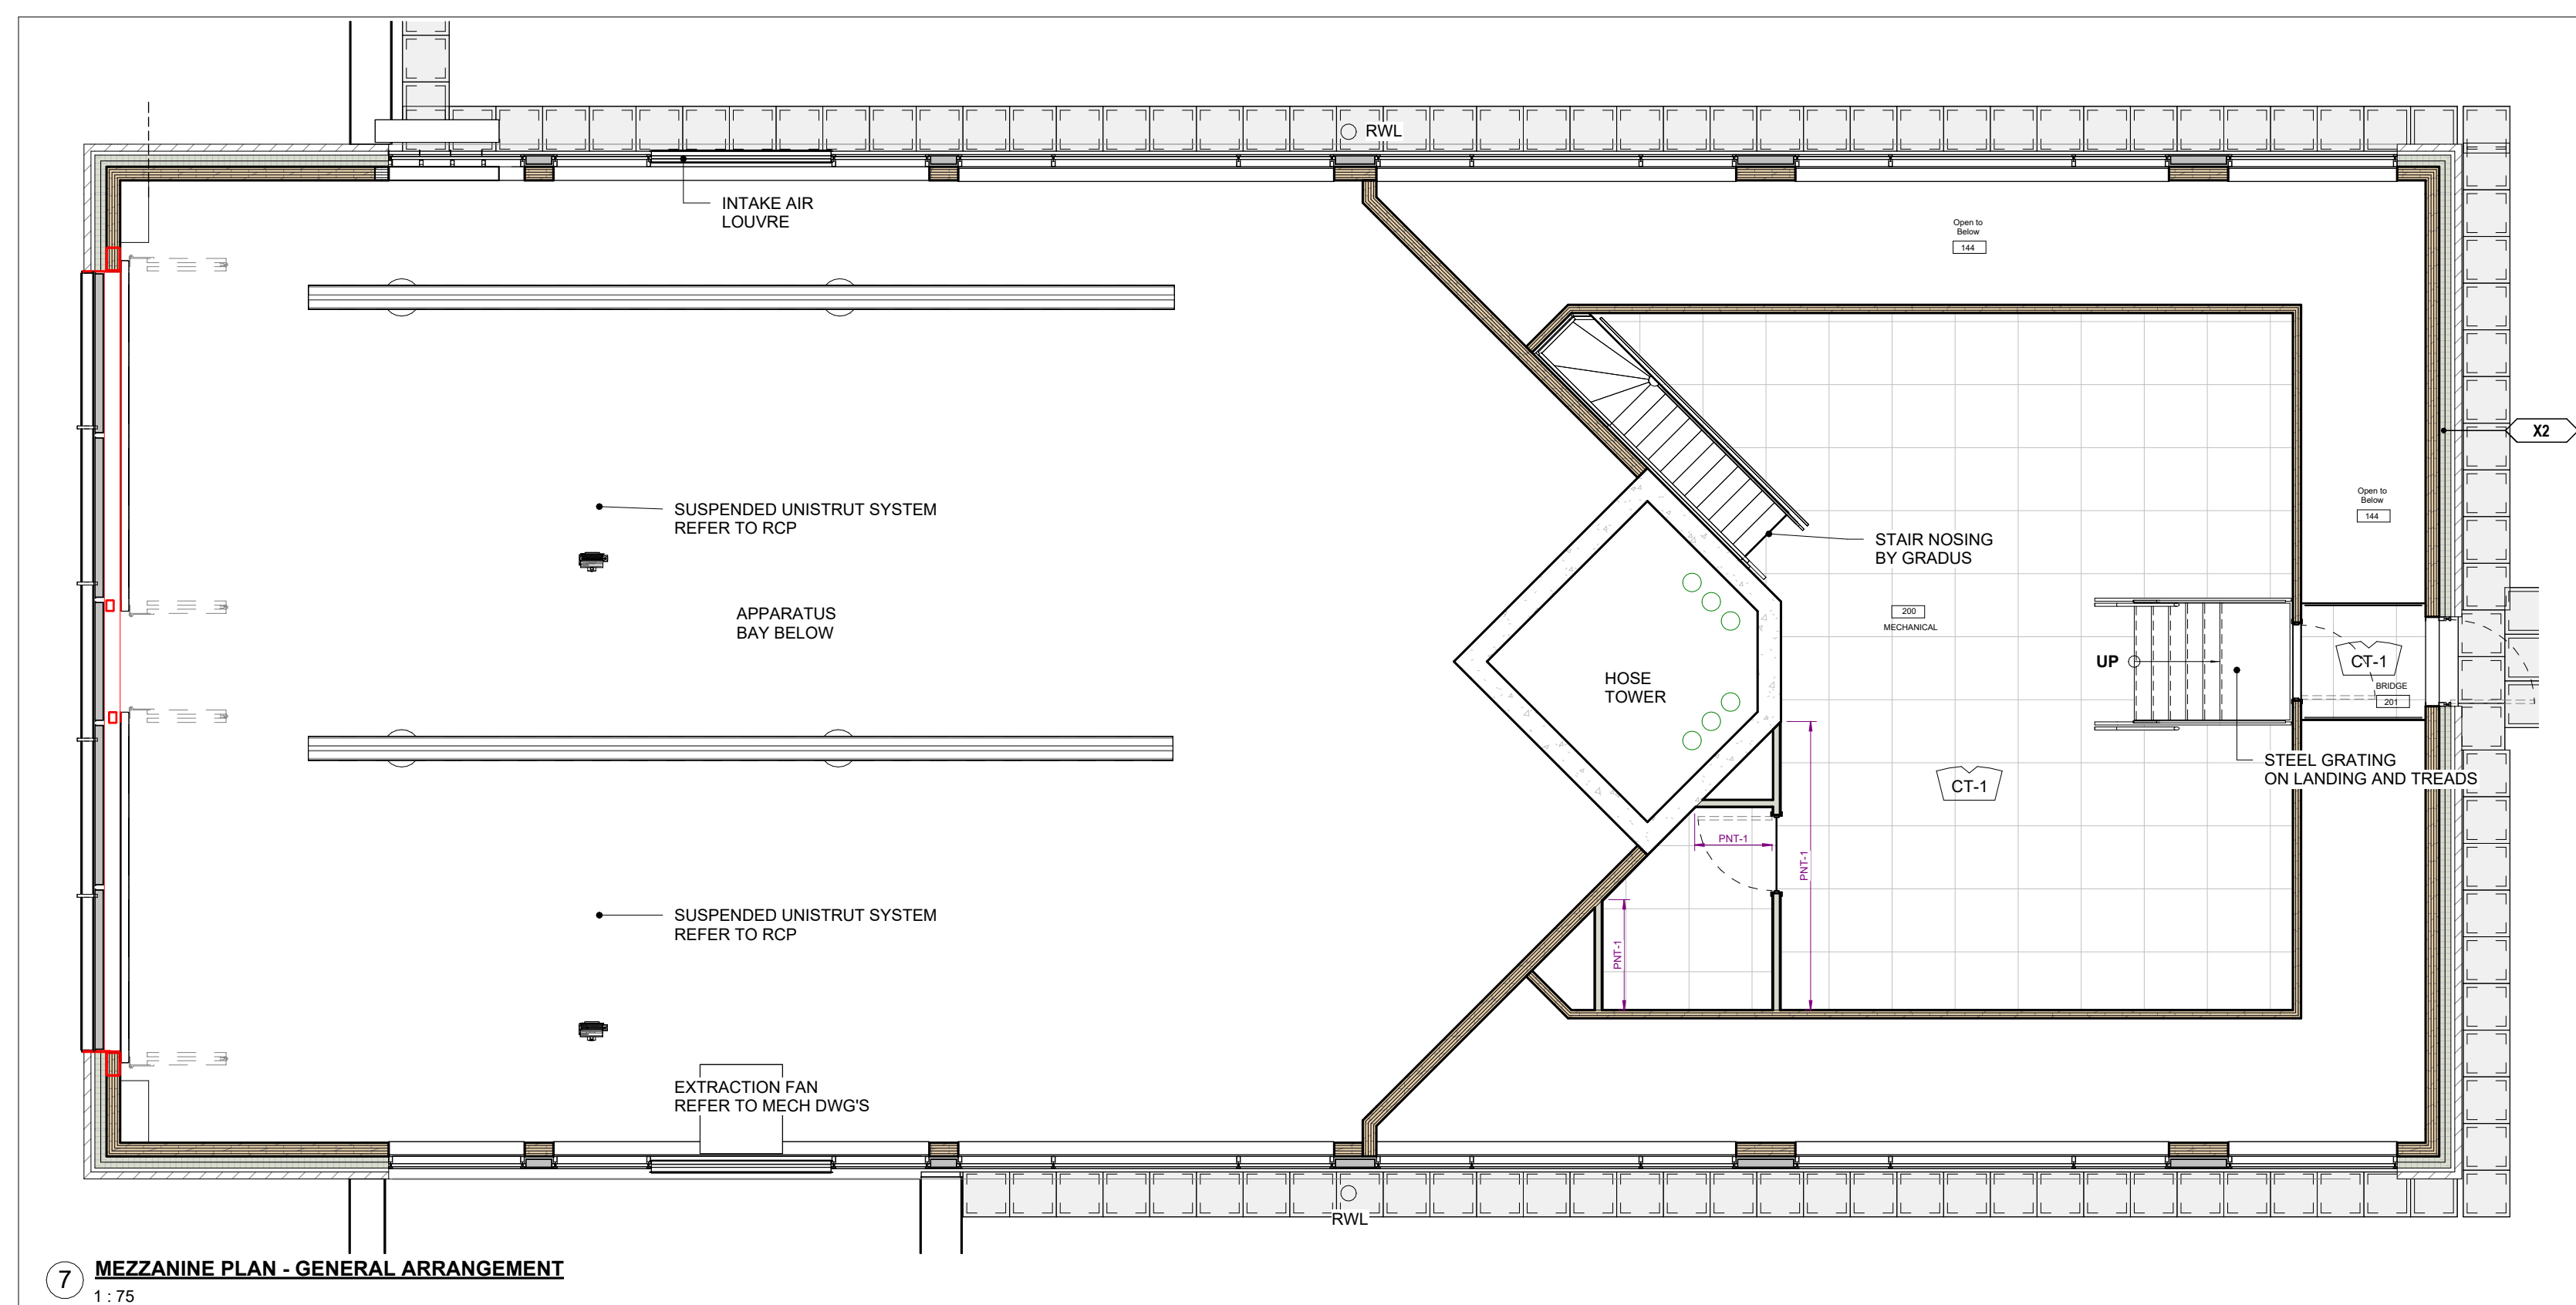 RWL
INTAKE AIR
LOUVRE
Open to
Below
144
X2
SUSPENDED UNISTRUT SYSTEM
REFER TO RCP
Open to
Below
144
STAIR NOSING
BY GRADUS
APPARATUS
BAY BELOW
200
MECHANICAL
HOSE
TOWER
UP
CT-1
BRIDGE
201
STEEL GRATING
ON LANDING AND TREADS
CT-1
PNT-1
PNT-1
PNT-1
SUSPENDED UNISTRUT SYSTEM
REFER TO RCP
EXTRACTION FAN
REFER TO MECH DWG'S
RWL
7
MEZZANINE PLAN - GENERAL ARRANGEMENT
1 : 75